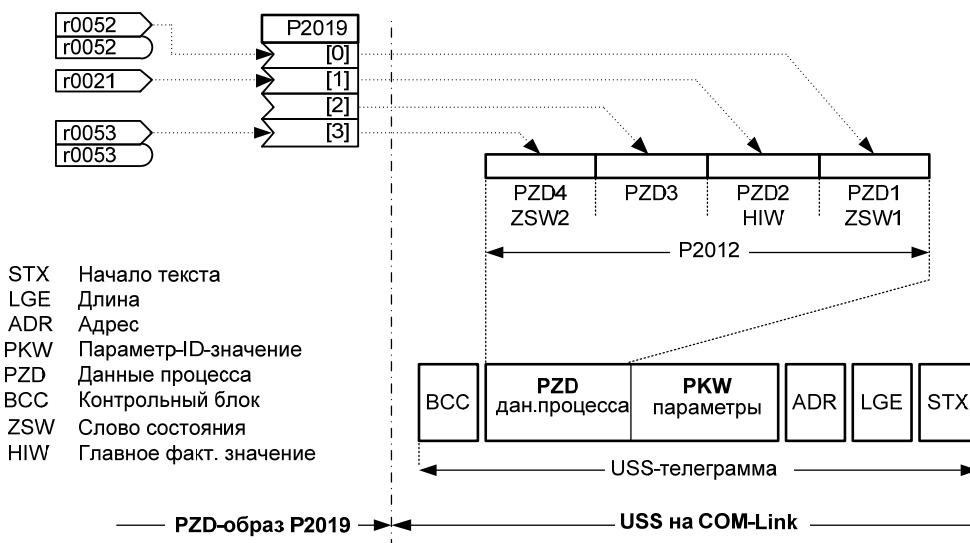 r0052
r0052
r0021
r0053
r0053
P2019
[0]
[1]
[2]
[3]
PZD4
ZSW2
PZD3
PZD2
HIW
PZD1
ZSW1
P2012
STX Начало текста
LGE Длина
ADR Адрес
PKW Параметр-ID-значение
PZD Данные процесса
BCC Контрольный блок
ZSW Слово состояния
HIW Главное факт. значение
BCC
PZD
дан.процесса
PKW
параметры
ADR
LGE
STX
USS-телеграмма
PZD-образ P2019
USS на COM-Link